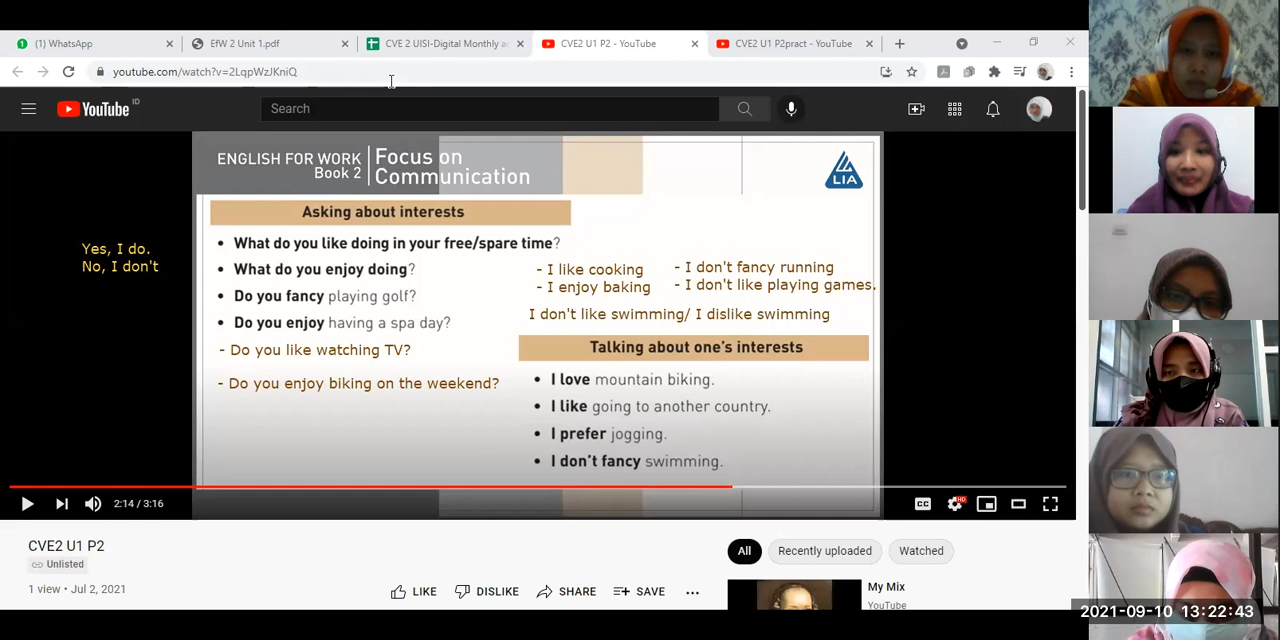 (1) WhatsApp
EfW 2 Unit 1.pdf
CVE 2 UISI-Digital Monthly a
CVE2 U1 P2 - YouTube
CVE2 U1 P2pract - YouTube
youtube.com/watch?v=2LqpWzJKniQ
YouTube ID
Search
ENGLISH FOR WORK
Book 2
Focus on
Communication
LIA
Asking about interests
• What do you like doing in your free/spare time?
• What do you enjoy doing?
• Do you fancy playing golf?
• Do you enjoy having a spa day?
- Do you like watching TV?
- Do you enjoy biking on the weekend?
Yes, I do.
No, I don't
- I like cooking
- I enjoy baking
- I don't fancy running
- I don't like playing games.
I don't like swimming/ I dislike swimming
Talking about one's interests
• I love mountain biking.
• I like going to another country.
• I prefer jogging.
• I don't fancy swimming.
2:14 / 3:16
CC
HD
CVE2 U1 P2
Unlisted
1 view • Jul 2, 2021
LIKE
DISLIKE
SHARE
SAVE
All
Recently uploaded
Watched
My Mix
YouTube
2021-09-10 13:22:43